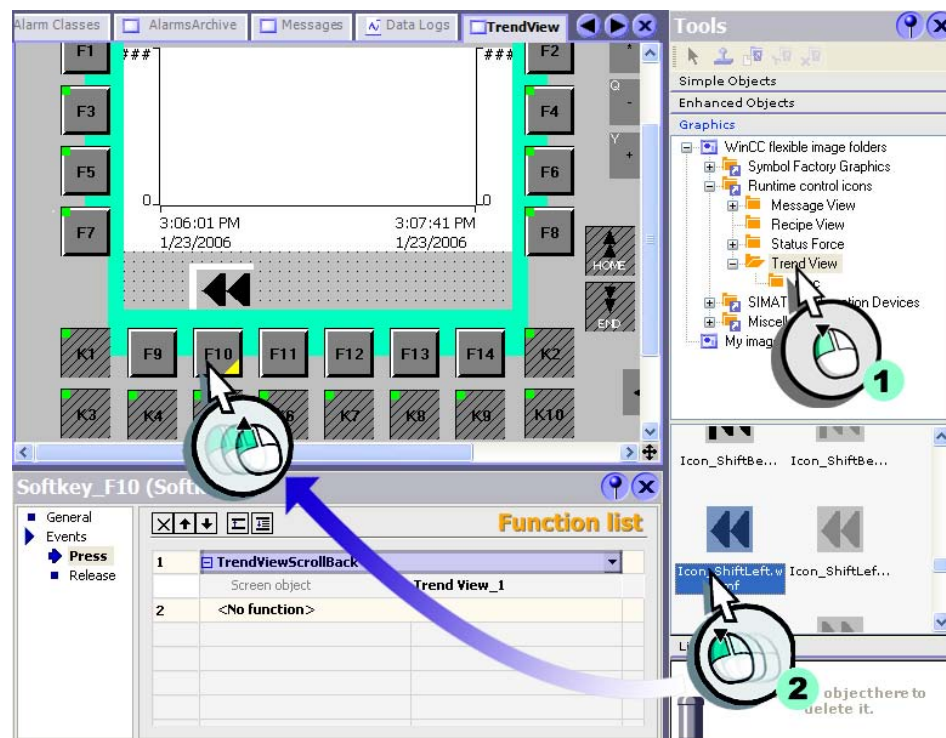 Alarm Classes AlarmsArchive Messages Data Logs TrendView
F1 ### ### F2 *
Q
F3 F4 -
Y
F5 F6 +
0 0
3:06:01 PM 3:07:41 PM
1/23/2006 1/23/2006
F7 F8
HOME
END
K1 F9 F10 F11 F12 F13 F14 K2
K3 K4 K6 K7 K8 K9 K10
Softkey_F10
General
Events
Press
Release
Function list
1 TrendViewScrollBack
Screen object Trend View_1
2 <No function>
Tools
Simple Objects
Enhanced Objects
Graphics
WinCC flexible image folders
Symbol Factory Graphics
Runtime control icons
Message View
Recipe View
Status Force
Trend View
Devices
1
Icon_ShiftBe... Icon_ShiftBe...
Icon_ShiftLeft.w Icon_ShiftLef...
mf
2
objecthere to
delete it.